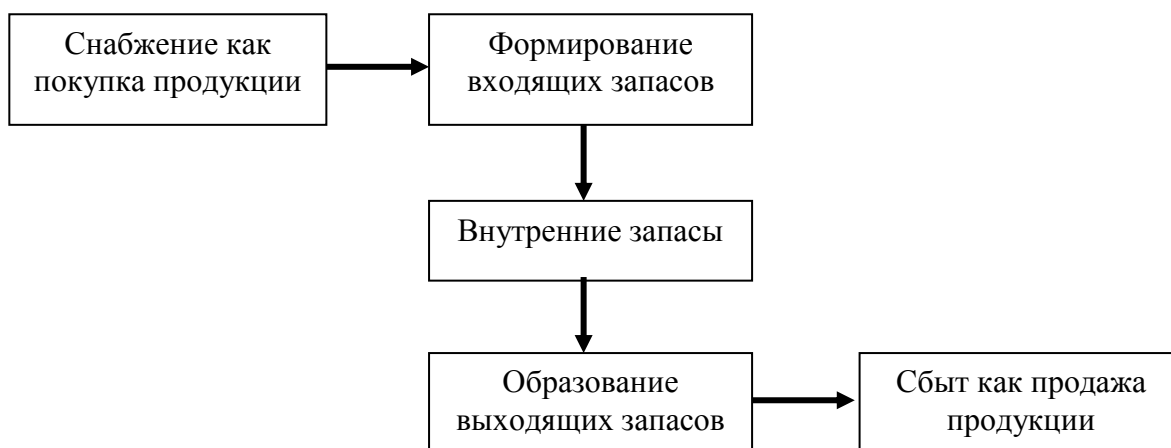 Снабжение как
покупка продукции
Формирование
входящих запасов
Внутренние запасы
Образование
выходящих запасов
Сбыт как продажа
продукции